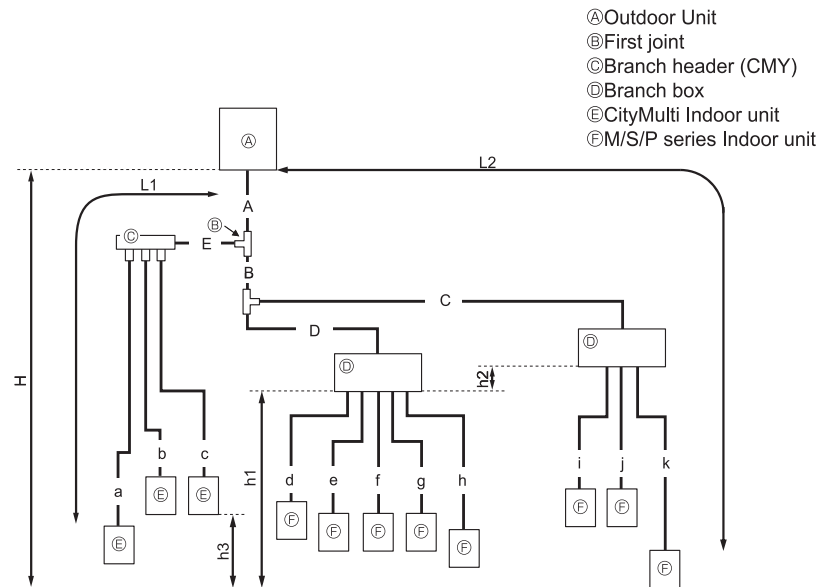 ⒶOutdoor Unit
ⒷFirst joint
ⒸBranch header (CMY)
ⒹBranch box
ⒺCityMulti Indoor unit
ⒻM/S/P series Indoor unit
Ⓐ
L2
L1
A
Ⓑ
Ⓒ
E
B
C
D
Ⓓ
Ⓓ
H
h2
h1
h3
a
b
c
d
e
f
g
h
i
j
k
Ⓔ
Ⓔ
Ⓔ
Ⓕ
Ⓕ
Ⓕ
Ⓕ
Ⓕ
Ⓕ
Ⓕ
Ⓕ